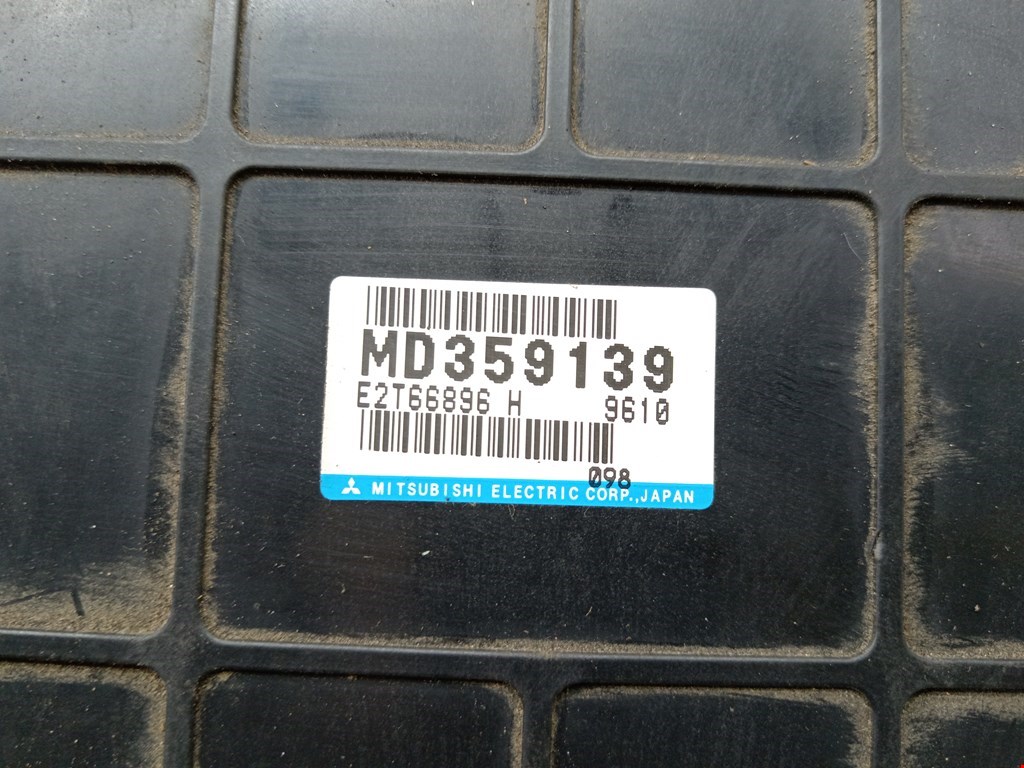 MD359139
E2T66896 H 9610
098
MITSUBISHI ELECTRIC CORP.,JAPAN